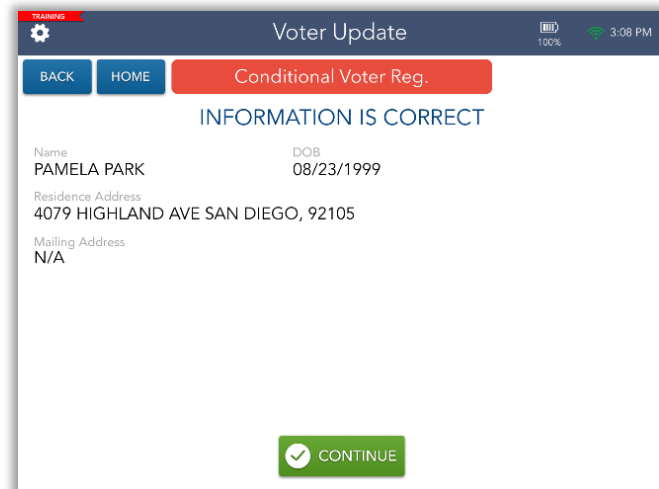 TRAINING
Voter Update
100%
3:08 PM
BACK
HOME
Conditional Voter Reg.
INFORMATION IS CORRECT
Name
DOB
PAMELA PARK
08/23/1999
Residence Address
4079 HIGHLAND AVE SAN DIEGO, 92105
Mailing Address
N/A
CONTINUE